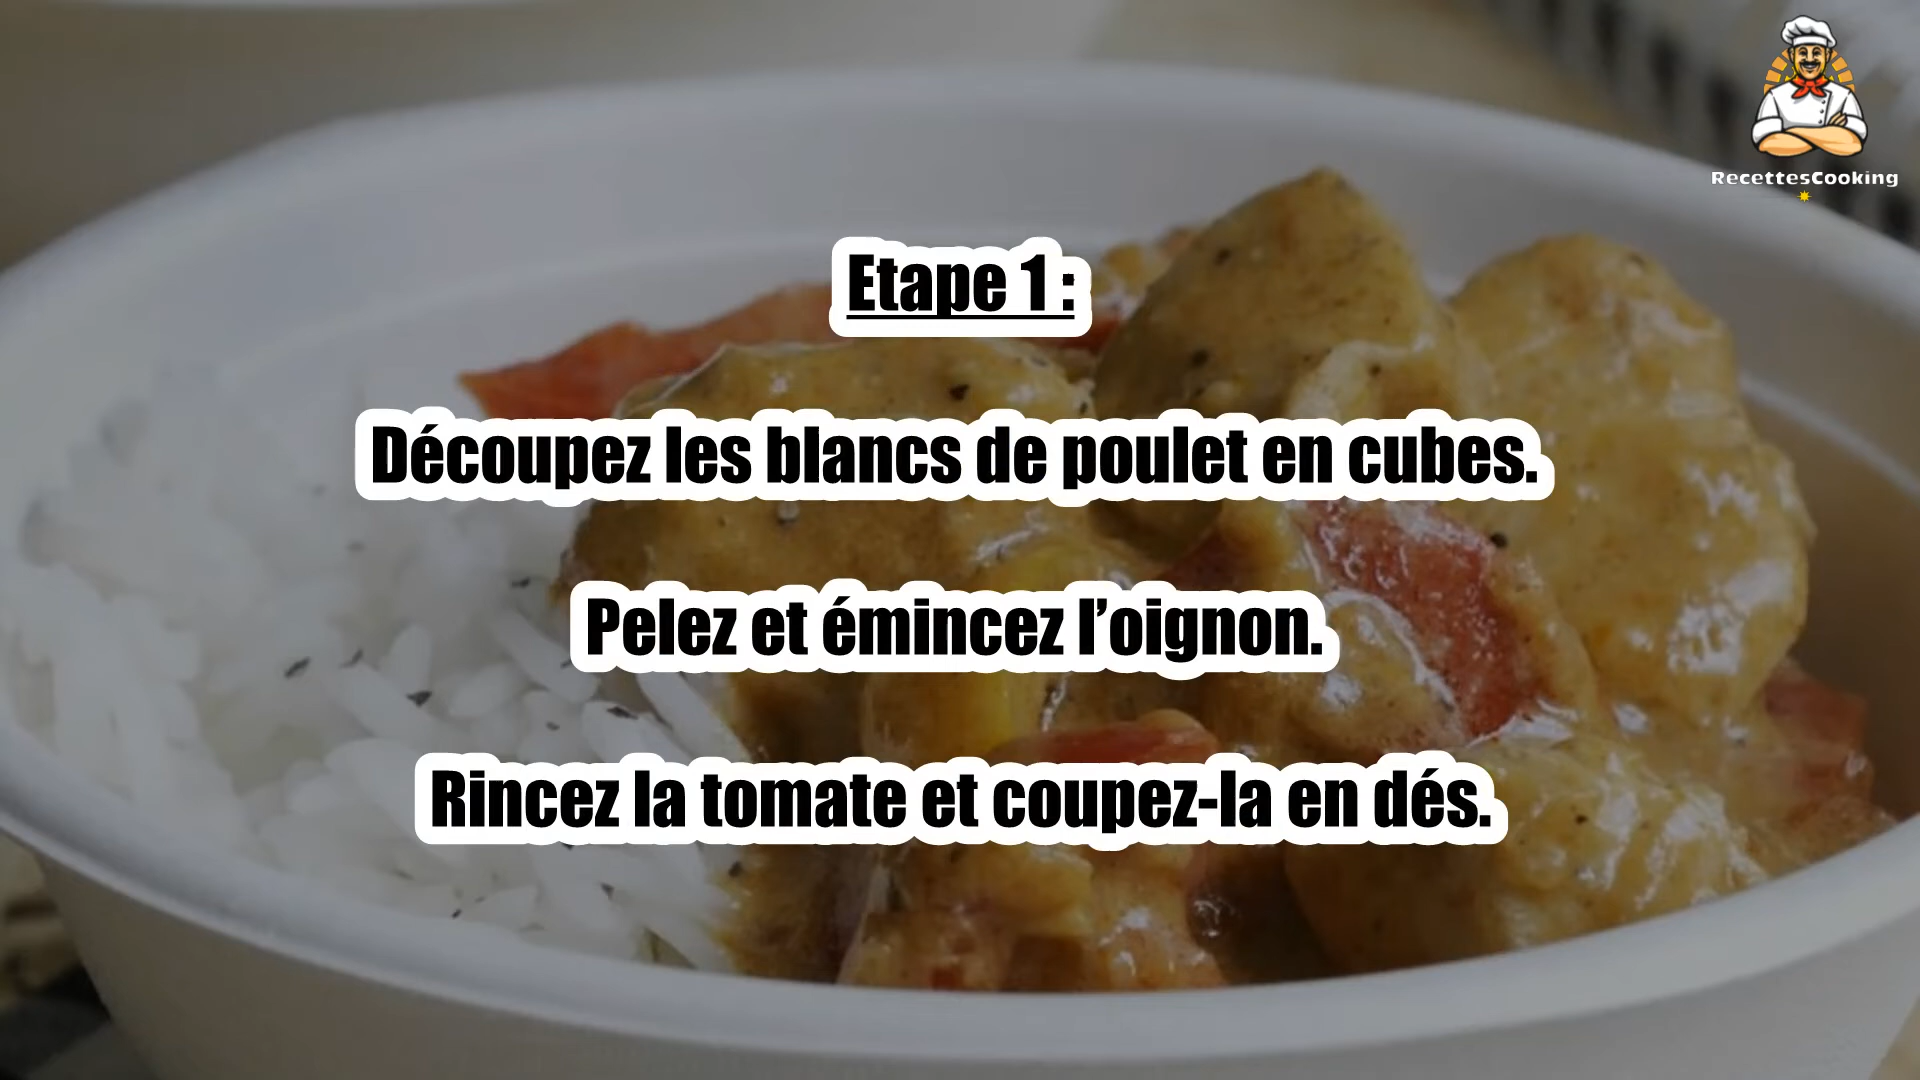 RecettesCooking
Etape 1 :
Découpez les blancs de poulet en cubes.
Pelez et émincez l’oignon.
Rincez la tomate et coupez-la en dés.